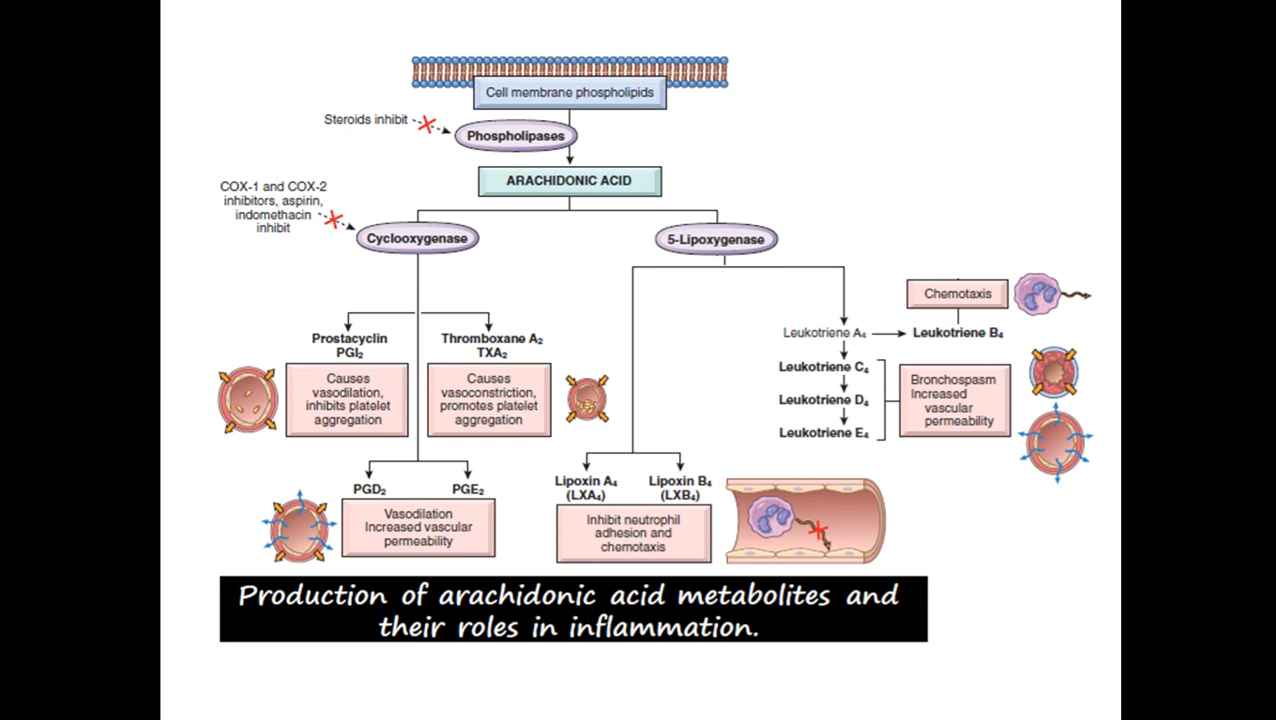 Cell membrane phospholipids
Steroids inhibit
Phospholipases
ARACHIDONIC ACID
COX-1 and COX-2
inhibitors, aspirin,
indomethacin
inhibit
Cyclooxygenase
5-Lipoxygenase
Chemotaxis
Leukotriene A₄
Leukotriene B₄
Prostacyclin
PGI₂
Causes
vasodilation,
inhibits platelet
aggregation
Thromboxane A₂
TXA₂
Causes
vasoconstriction,
promotes platelet
aggregation
Leukotriene C₄
Leukotriene D₄
Leukotriene E₄
Bronchospasm
Increased
vascular
permeability
PGD₂
PGE₂
Vasodilation
Increased vascular
permeability
Lipoxin A₄
(LXA₄)
Lipoxin B₄
(LXB₄)
Inhibit neutrophil
adhesion and
chemotaxis
Production of arachidonic acid metabolites and
their roles in inflammation.